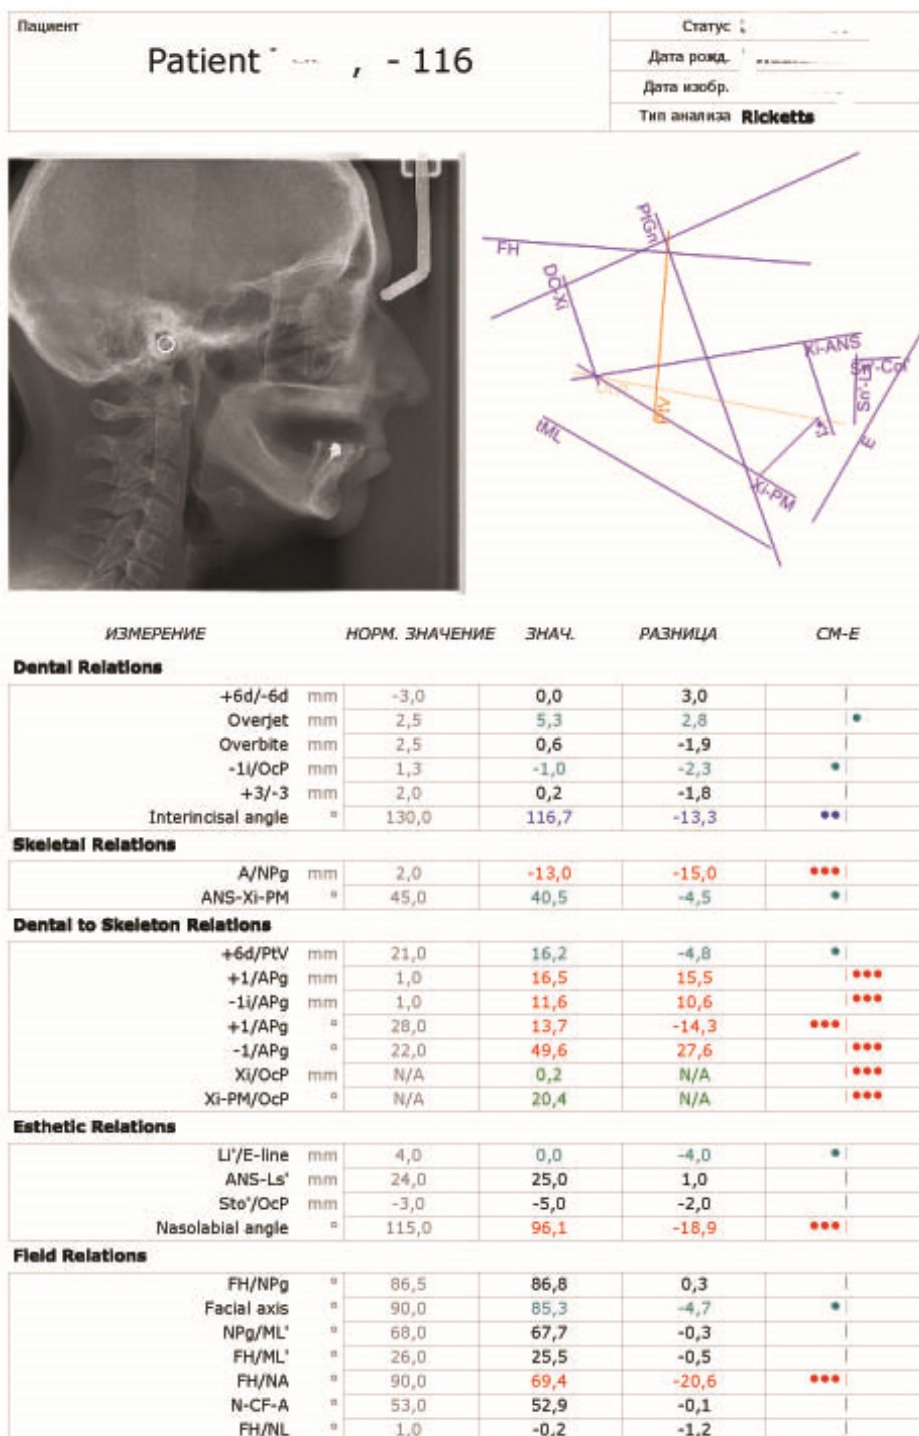 Пациент
Patient , - 116
Статус
Дата рожд.
Дата изобр.
Тип анализа Ricketts
PtGn
FH
DC-Xi
Xi-ANS
Sn'-Col'
Sn'-Ls'
E
tML
Xi-PM
ИЗМЕРЕНИЕ НОРМ. ЗНАЧЕНИЕ ЗНАЧ. РАЗНИЦА СМ-Е
Dental Relations
+6d/-6d mm -3,0 0,0 3,0
Overjet mm 2,5 5,3 2,8
Overbite mm 2,5 0,6 -1,9
-1i/OcP mm 1,3 -1,0 -2,3
+3/-3 mm 2,0 0,2 -1,8
Interincisal angle ° 130,0 116,7 -13,3
Skeletal Relations
A/NPg mm 2,0 -13,0 -15,0
ANS-Xi-PM ° 45,0 40,5 -4,5
Dental to Skeleton Relations
+6d/PtV mm 21,0 16,2 -4,8
+1/APg mm 1,0 16,5 15,5
-1i/APg mm 1,0 11,6 10,6
+1/APg ° 28,0 13,7 -14,3
-1/APg ° 22,0 49,6 27,6
Xi/OcP mm N/A 0,2 N/A
Xi-PM/OcP ° N/A 20,4 N/A
Esthetic Relations
Li'/E-line mm 4,0 0,0 -4,0
ANS-Ls' mm 24,0 25,0 1,0
Sto'/OcP mm -3,0 -5,0 -2,0
Nasolabial angle ° 115,0 96,1 -18,9
Field Relations
FH/NPg ° 86,5 86,8 0,3
Facial axis ° 90,0 85,3 -4,7
NPg/ML' ° 68,0 67,7 -0,3
FH/ML' ° 26,0 25,5 -0,5
FH/NA ° 90,0 69,4 -20,6
N-CF-A ° 53,0 52,9 -0,1
FH/NL ° 1,0 -0,2 -1,2